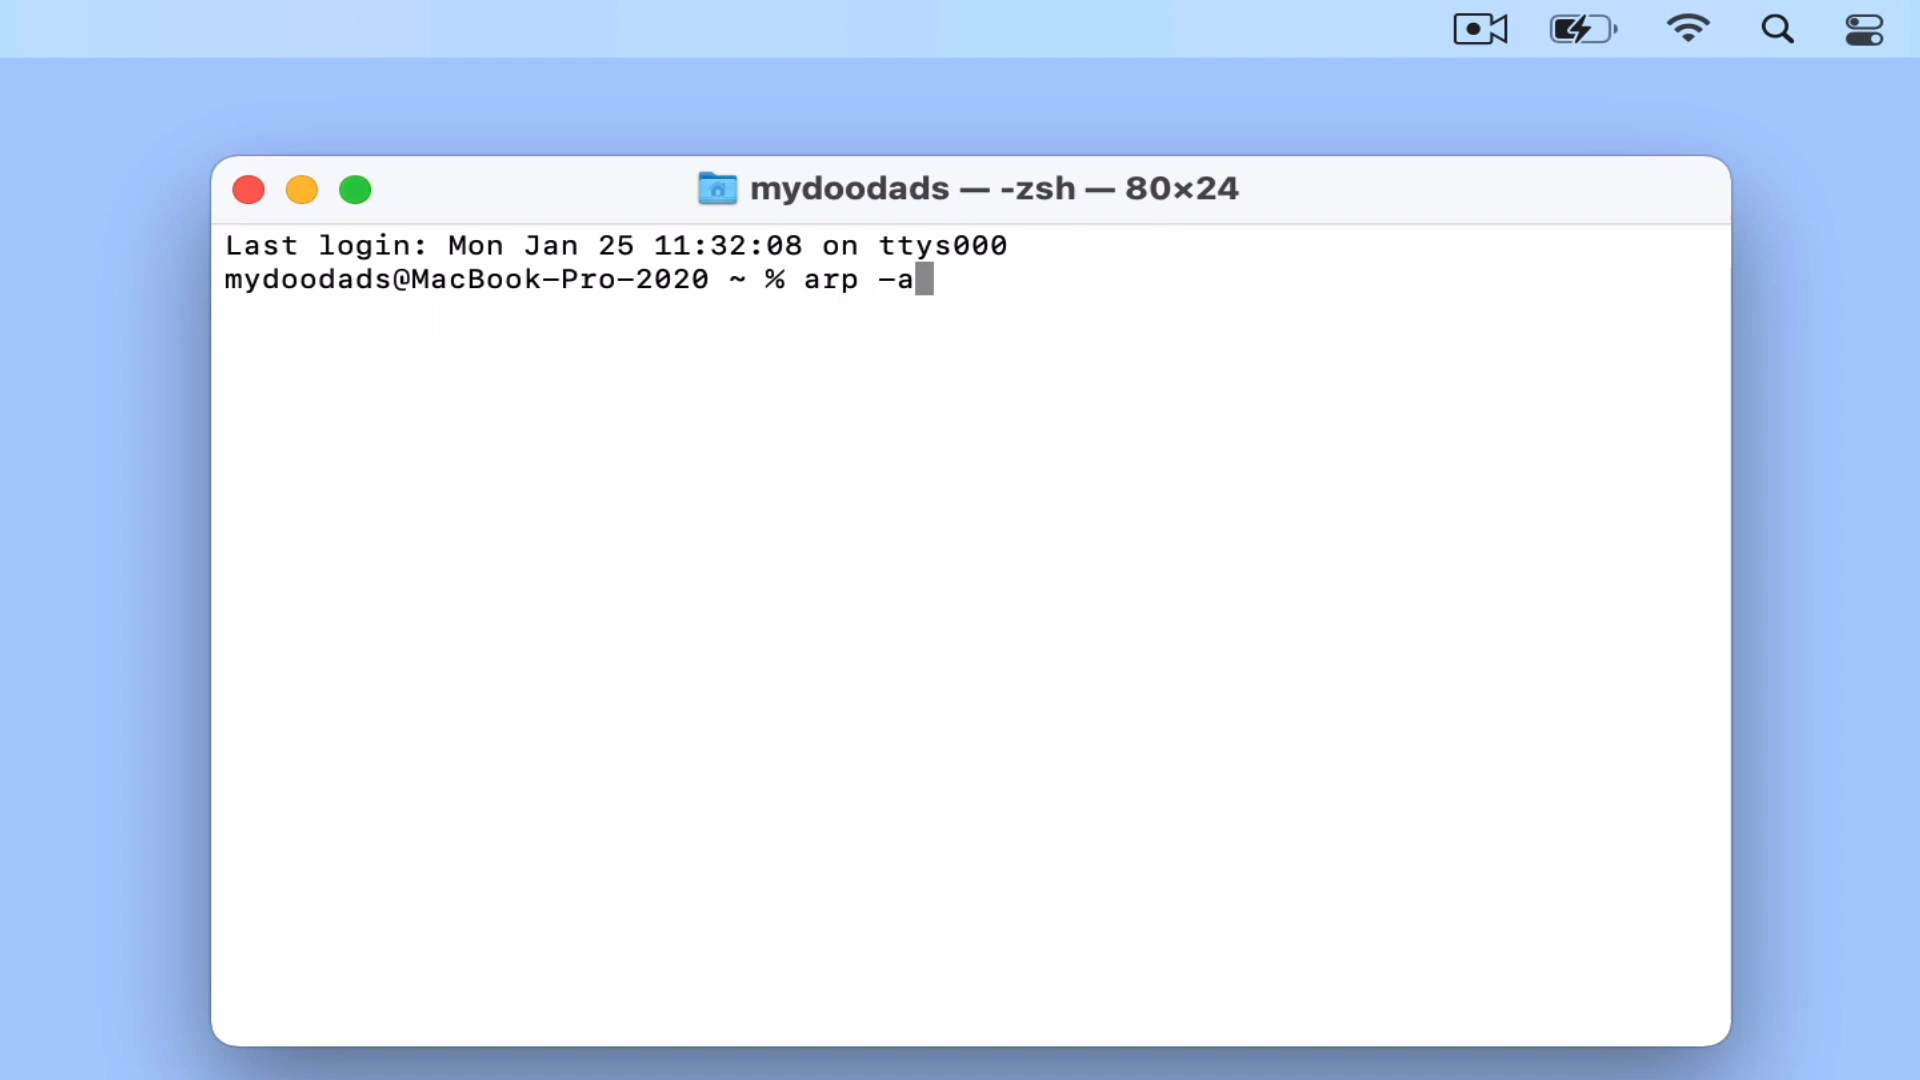 mydoodads — -zsh — 80×24
Last login: Mon Jan 25 11:32:08 on ttys000
mydoodads@MacBook-Pro-2020 ~ % arp -a